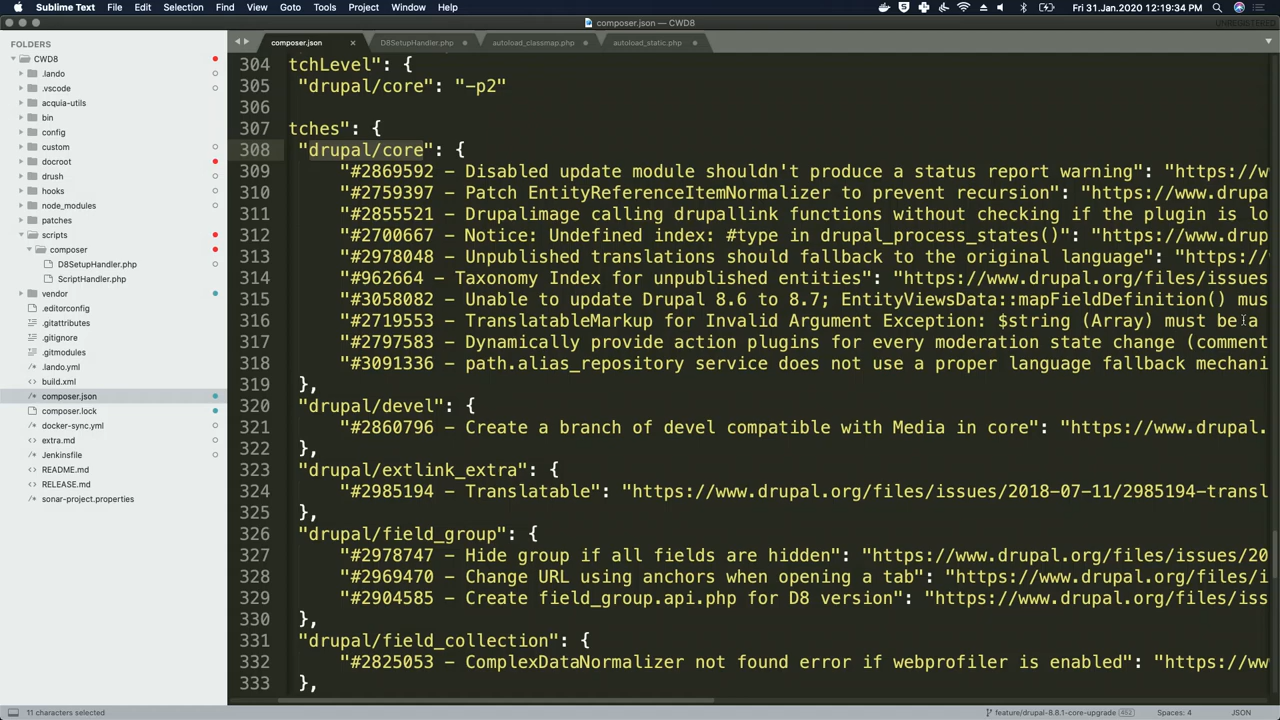 Sublime Text File Edit Selection Find View Goto Tools Project Window Help Fri 31.Jan.2020 12:19:34
composer.json — CWD8 UNREGISTERED
FOLDERS
CWD8
.lando
.vscode
acquia-utils
bin
config
custom
docroot
drush
hooks
node_modules
patches
scripts
composer
D8SetupHandler.php
ScriptHandler.php
vendor
.editorconfig
.gitattributes
.gitignore
.gitmodules
.lando.yml
build.xml
composer.json
composer.lock
docker-sync.yml
extra.md
Jenkinsfile
README.md
RELEASE.md
sonar-project.properties
composer.json D8SetupHandler.php autoload_classmap.php autoload_static.php
304 tchLevel": {
305 "drupal/core": "-p2"
306
307 tches": {
308 "drupal/core": {
309 "#2869592 - Disabled update module shouldn't produce a status report warning": "https://w
310 "#2759397 - Patch EntityReferenceItemNormalizer to prevent recursion": "https://www.drupa
311 "#2855521 - Drupalimage calling drupallink functions without checking if the plugin is lo
312 "#2700667 - Notice: Undefined index: #type in drupal_process_states()": "https://www.drup
313 "#2978048 - Unpublished translations should fallback to the original language": "https://
314 "#962664 - Taxonomy Index for unpublished entities": "https://www.drupal.org/files/issues
315 "#3058082 - Unable to update Drupal 8.6 to 8.7; EntityViewsData::mapFieldDefinition() mus
316 "#2719553 - TranslatableMarkup for Invalid Argument Exception: $string (Array) must be a
317 "#2797583 - Dynamically provide action plugins for every moderation state change (comment
318 "#3091336 - path.alias_repository service does not use a proper language fallback mechani
319 },
320 "drupal/devel": {
321 "#2860796 - Create a branch of devel compatible with Media in core": "https://www.drupal.
322 },
323 "drupal/extlink_extra": {
324 "#2985194 - Translatable": "https://www.drupal.org/files/issues/2018-07-11/2985194-transl
325 },
326 "drupal/field_group": {
327 "#2978747 - Hide group if all fields are hidden": "https://www.drupal.org/files/issues/20
328 "#2969470 - Change URL using anchors when opening a tab": "https://www.drupal.org/files/i
329 "#2904585 - Create field_group.api.php for D8 version": "https://www.drupal.org/files/iss
330 },
331 "drupal/field_collection": {
332 "#2825053 - ComplexDataNormalizer not found error if webprofiler is enabled": "https://ww
333 },
11 characters selected feature/drupal-8.8.1-core-upgrade 462 Spaces: 4 JSON